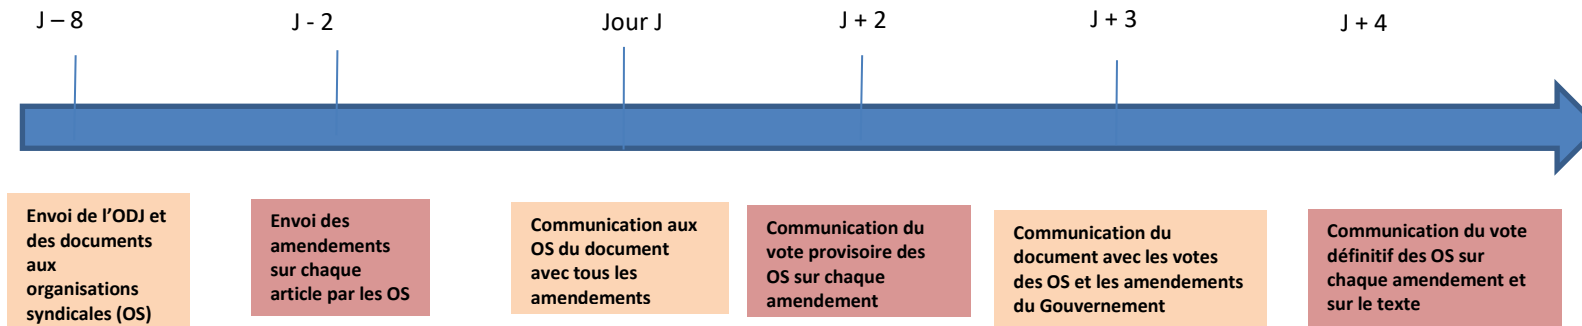 J – 8
J - 2
Jour J
J + 2
J + 3
J + 4
Envoi de l’ODJ et
des documents
aux
organisations
syndicales (OS)
Envoi des
amendements
sur chaque
article par les OS
Communication aux
OS du document
avec tous les
amendements
Communication du
vote provisoire des
OS sur chaque
amendement
Communication du
document avec les votes
des OS et les amendements
du Gouvernement
Communication du vote
définitif des OS sur
chaque amendement et
sur le texte